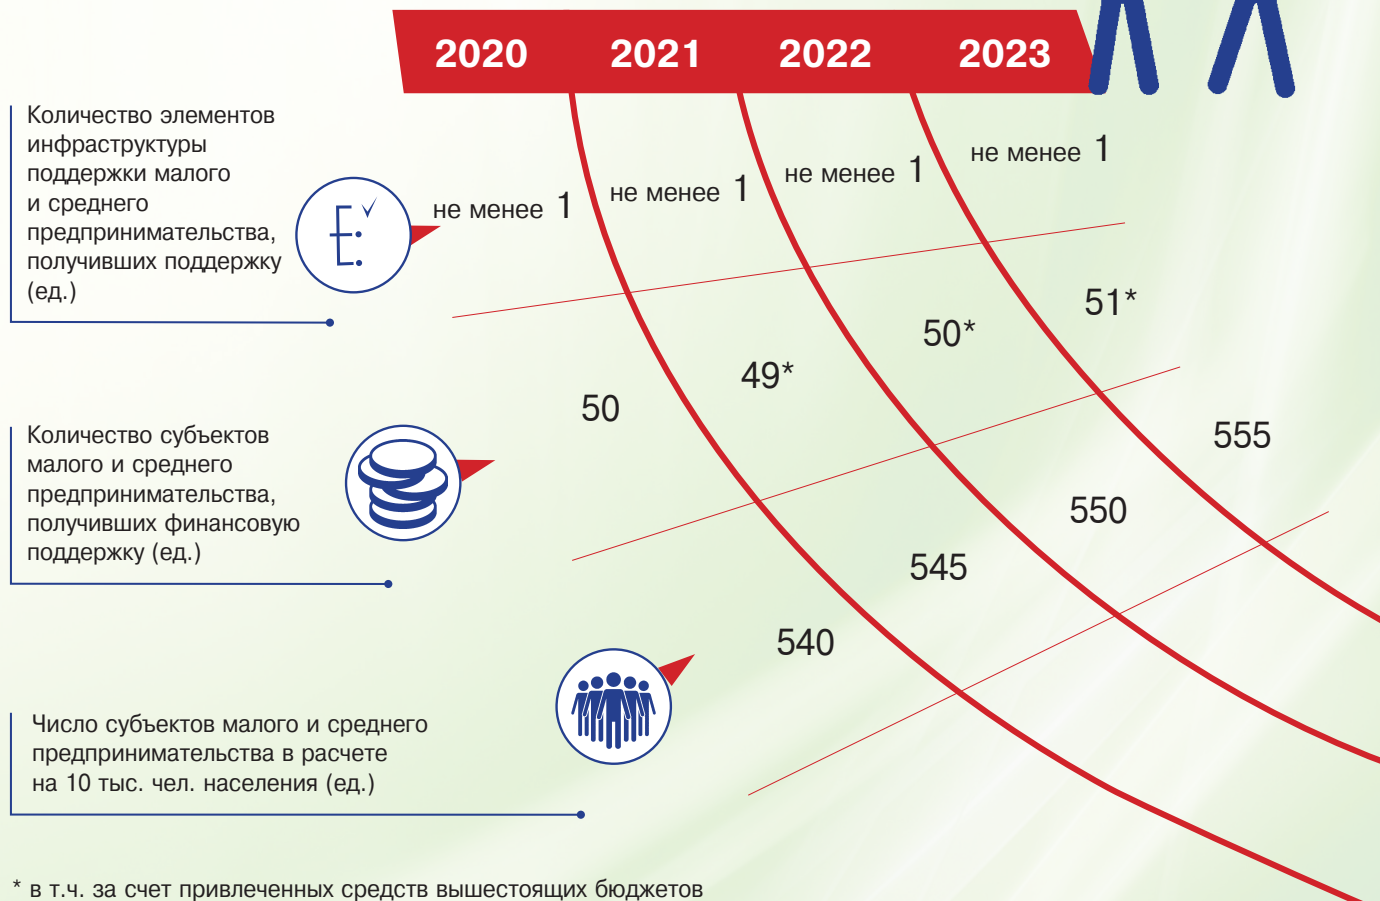 2020 2021 2022 2023
Количество элементов
инфраструктуры
поддержки малого
и среднего
предпринимательства,
получивших поддержку
(ед.)
не менее 1
не менее 1
не менее 1
не менее 1
Количество субъектов
малого и среднего
предпринимательства,
получивших финансовую
поддержку (ед.)
50
49*
50*
51*
Число субъектов малого и среднего
предпринимательства в расчете
на 10 тыс. чел. населения (ед.)
540
545
550
555
* в т.ч. за счет привлеченных средств вышестоящих бюджетов